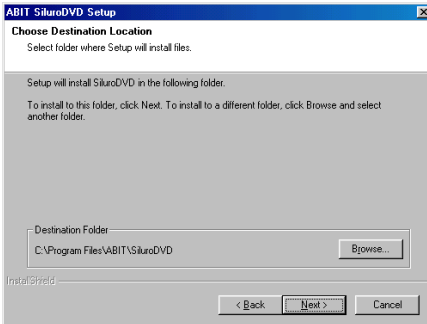 ABIT SiluroDVD Setup
Choose Destination Location
Select folder where Setup will install files.
Setup will install SiluroDVD in the following folder.
To install to this folder, click Next. To install to a different folder, click Browse and select
another folder.
Destination Folder
C:\Program Files\ABIT\SiluroDVD
Browse...
InstallShield
< Back
Next >
Cancel